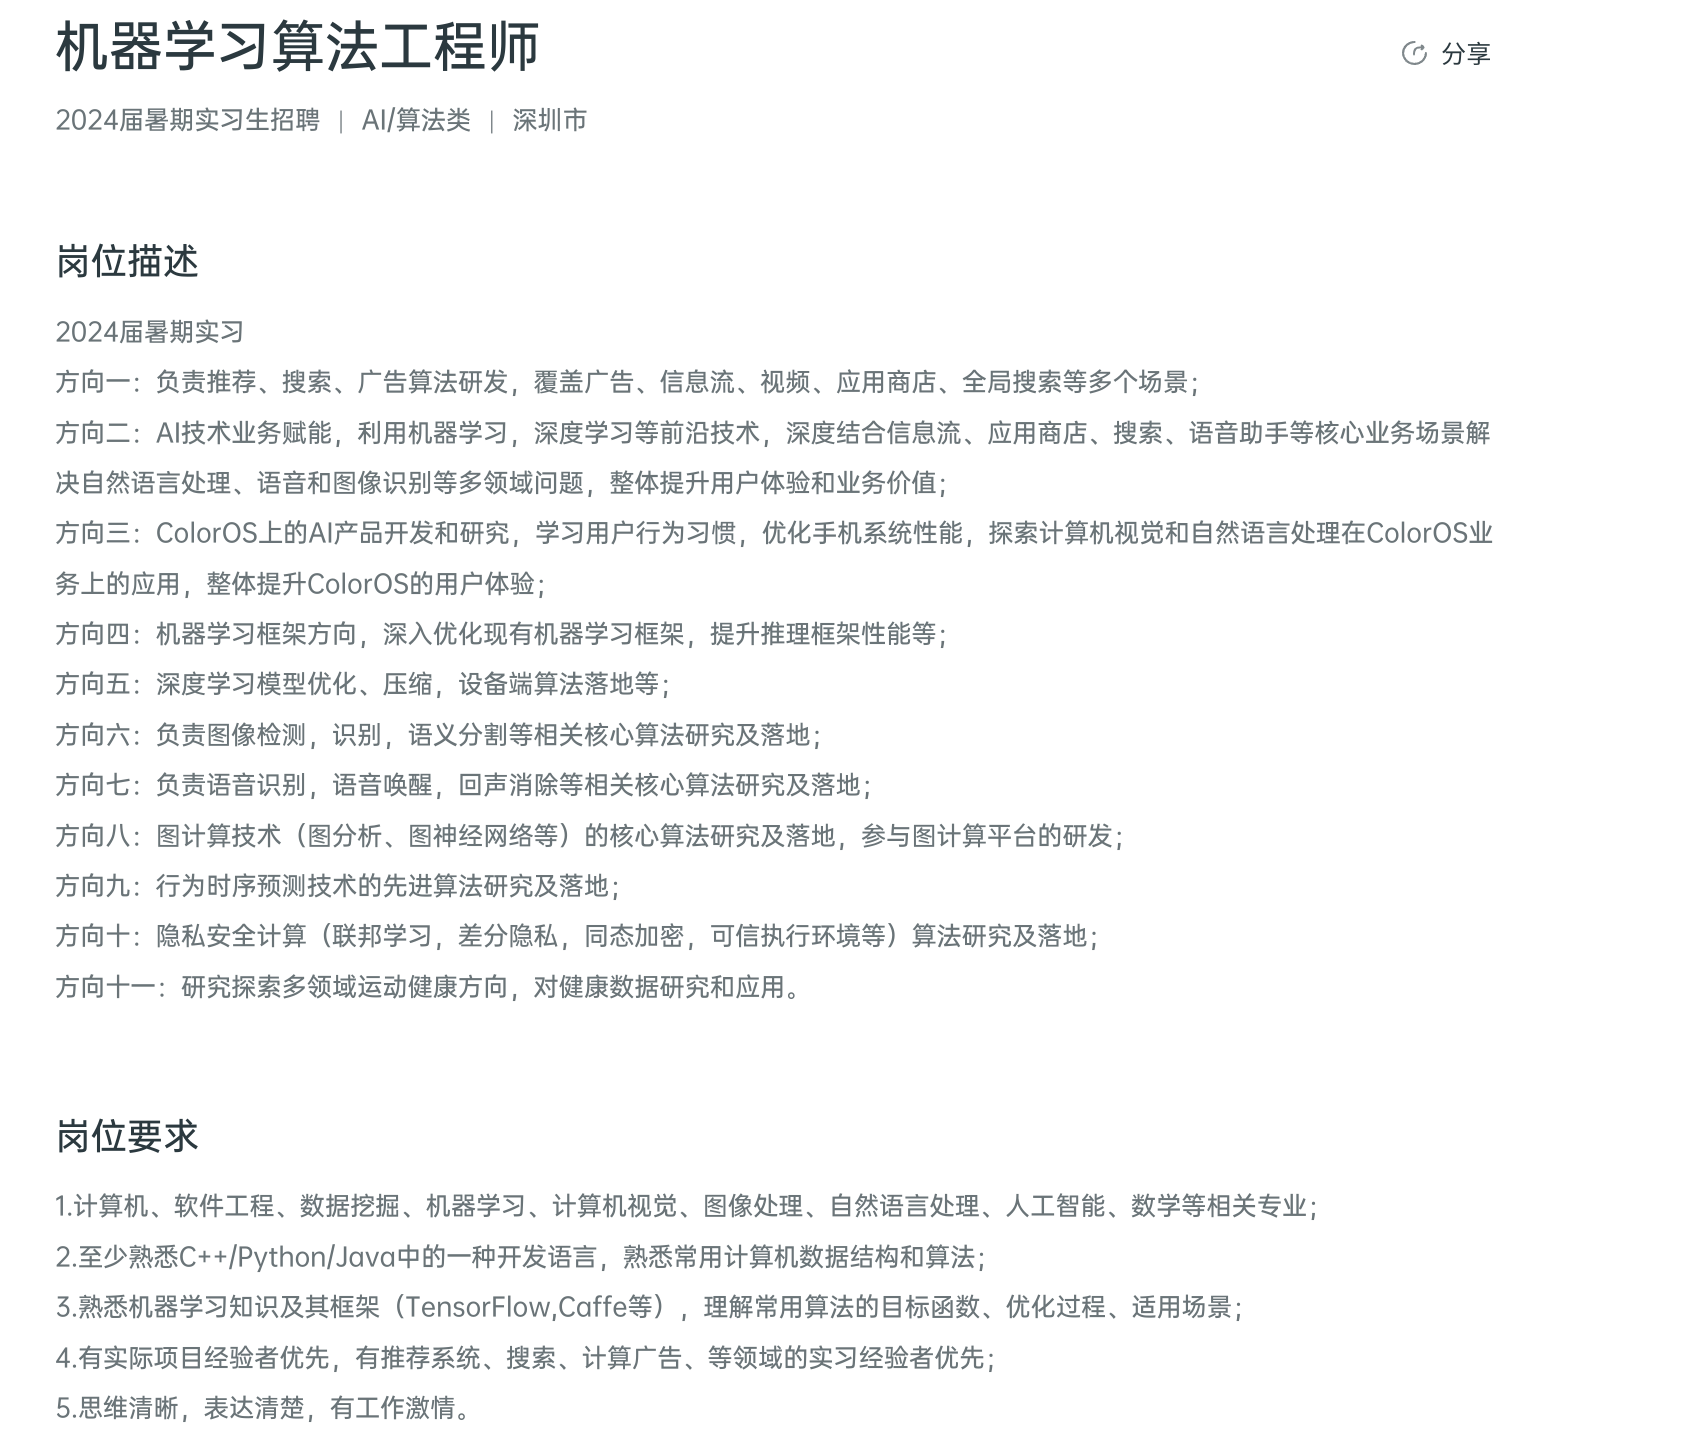 机器学习算法工程师
分享
2024届暑期实习生招聘 | AI/算法类 | 深圳市
岗位描述
2024届暑期实习
方向一：负责推荐、搜索、广告算法研发，覆盖广告、信息流、视频、应用商店、全局搜索等多个场景；
方向二：AI技术业务赋能，利用机器学习，深度学习等前沿技术，深度结合信息流、应用商店、搜索、语音助手等核心业务场景解
决自然语言处理、语音和图像识别等多领域问题，整体提升用户体验和业务价值；
方向三：ColorOS上的AI产品开发和研究，学习用户行为习惯，优化手机系统性能，探索计算机视觉和自然语言处理在ColorOS业
务上的应用，整体提升ColorOS的用户体验；
方向四：机器学习框架方向，深入优化现有机器学习框架，提升推理框架性能等；
方向五：深度学习模型优化、压缩，设备端算法落地等；
方向六：负责图像检测，识别，语义分割等相关核心算法研究及落地；
方向七：负责语音识别，语音唤醒，回声消除等相关核心算法研究及落地；
方向八：图计算技术（图分析、图神经网络等）的核心算法研究及落地，参与图计算平台的研发；
方向九：行为时序预测技术的先进算法研究及落地；
方向十：隐私安全计算（联邦学习，差分隐私，同态加密，可信执行环境等）算法研究及落地；
方向十一：研究探索多领域运动健康方向，对健康数据研究和应用。
岗位要求
1.计算机、软件工程、数据挖掘、机器学习、计算机视觉、图像处理、自然语言处理、人工智能、数学等相关专业；
2.至少熟悉C++/Python/Java中的一种开发语言，熟悉常用计算机数据结构和算法；
3.熟悉机器学习知识及其框架（TensorFlow,Caffe等），理解常用算法的目标函数、优化过程、适用场景；
4.有实际项目经验者优先，有推荐系统、搜索、计算广告、等领域的实习经验者优先；
5.思维清晰，表达清楚，有工作激情。